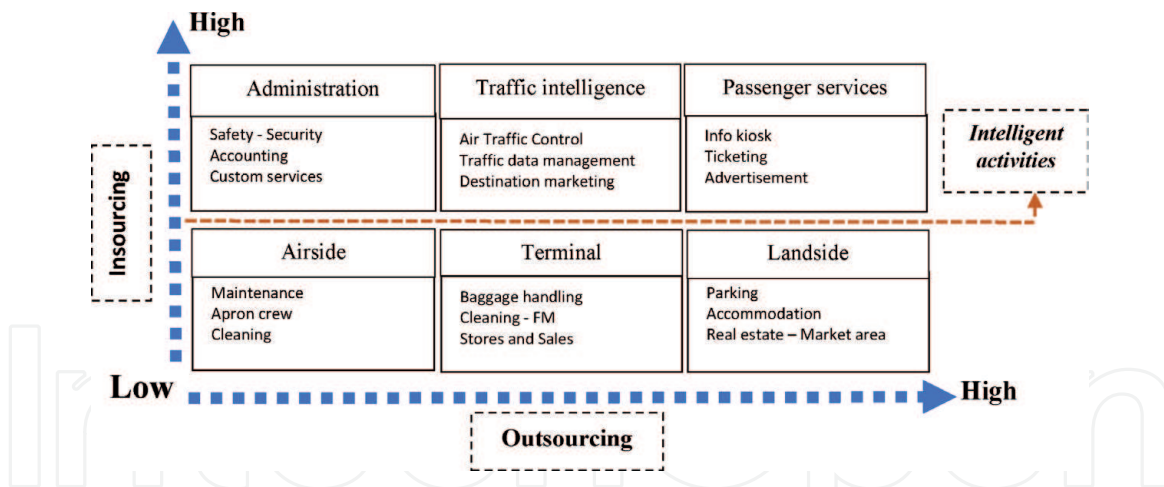 High
Administration
Safety - Security
Accounting
Custom services
Traffic intelligence
Air Traffic Control
Traffic data management
Destination marketing
Passenger services
Info kiosk
Ticketing
Advertisement
Intelligent
activities
Insourcing
Airside
Maintenance
Apron crew
Cleaning
Terminal
Baggage handling
Cleaning - FM
Stores and Sales
Landside
Parking
Accommodation
Real estate – Market area
Low
High
Outsourcing